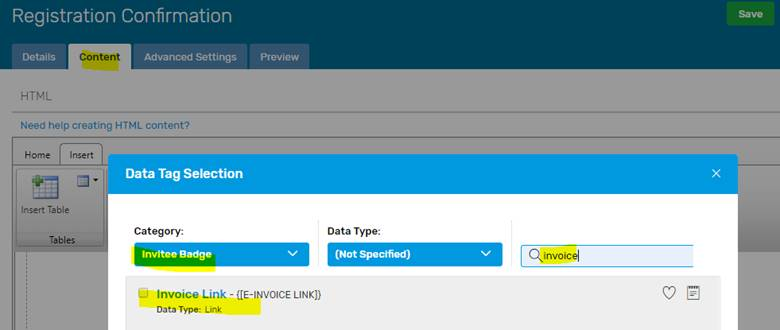 Registration Confirmation
Save
Details Content Advanced Settings Preview
HTML
Need help creating HTML content?
Home Insert
Data Tag Selection
Insert Table
Tables
Category: Data Type:
Invitee Badge (Not Specified) invoice
Invoice Link - {[E-INVOICE LINK]}
Data Type: Link